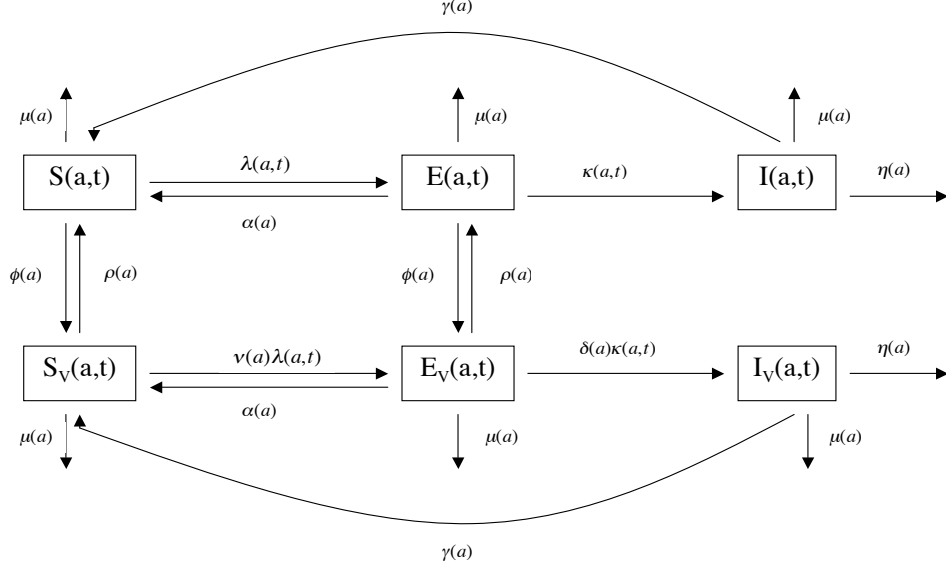 γ(a)
μ(a) μ(a) μ(a)
S(a,t) λ(a,t) E(a,t) κ(a,t) I(a,t) η(a)
α(a)
ϕ(a) ρ(a) ϕ(a) ρ(a)
S_V(a,t) ν(a)λ(a,t) E_V(a,t) δ(a)κ(a,t) I_V(a,t) η(a)
α(a)
μ(a) μ(a) μ(a)
γ(a)